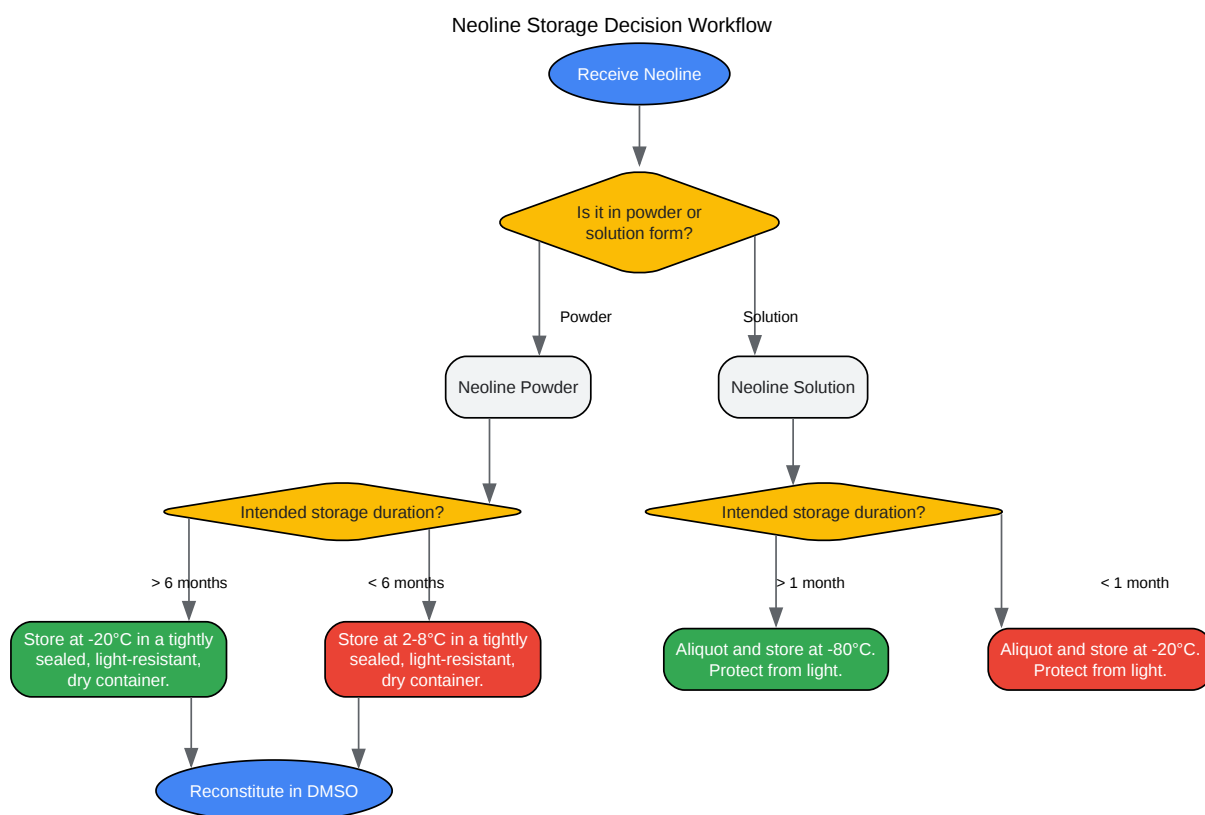 Neoline Storage Decision Workflow
Receive Neoline
Is it in powder or
solution form?
Powder
Solution
Neoline Powder
Neoline Solution
Intended storage duration?
Intended storage duration?
> 6 months
< 6 months
> 1 month
< 1 month
Store at -20°C in a tightly
sealed, light-resistant,
dry container.
Store at 2-8°C in a tightly
sealed, light-resistant,
dry container.
Aliquot and store at -80°C.
Protect from light.
Aliquot and store at -20°C.
Protect from light.
Reconstitute in DMSO